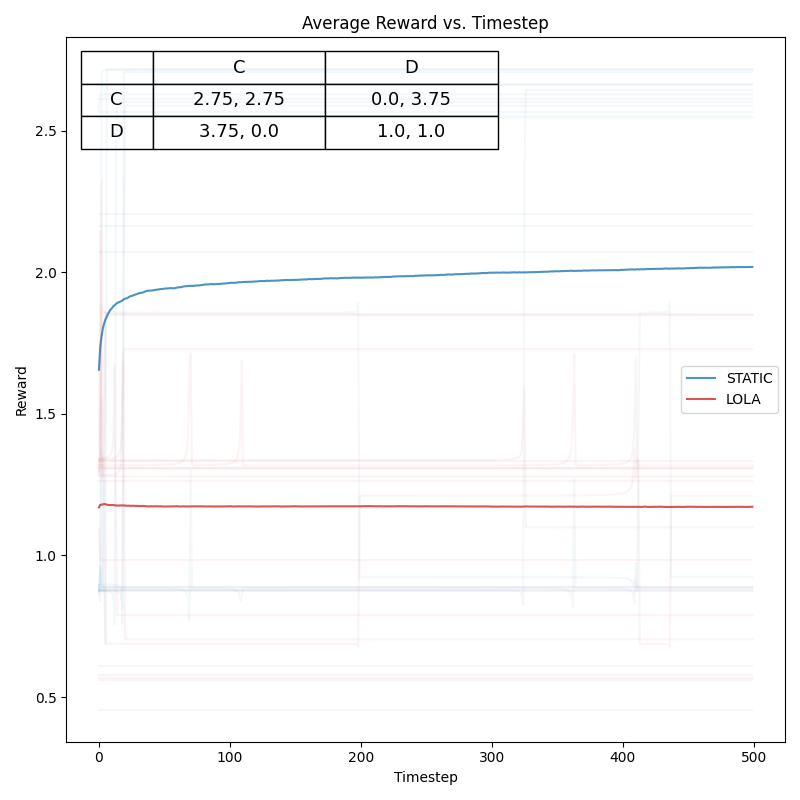 Average Reward vs. Timestep
C D
C 2.75, 2.75 0.0, 3.75
D 3.75, 0.0 1.0, 1.0
2.5
2.0
1.5
1.0
0.5
Reward
STATIC
LOLA
0 100 200 300 400 500
Timestep